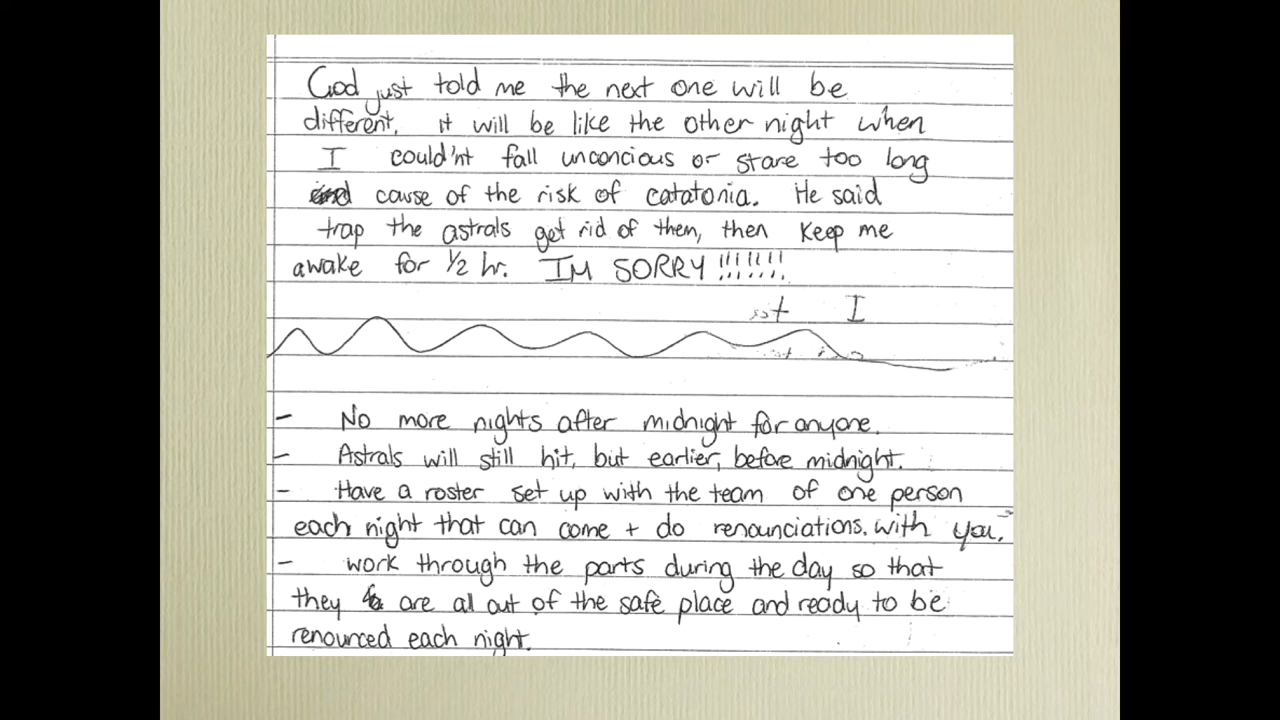 God just told me the next one will be
different, it will be like the other night when
I could'nt fall unconcious or stare too long
cause of the risk of catatonia. He said
trap the astrals get rid of them, then keep me
awake for 1/2 hr. IM SORRY !!!!!!!
I
- No more nights after midnight for anyone.
- Astrals will still hit, but earlier, before midnight.
- Have a roster set up with the team of one person
each night that can come + do renounciations. with you.
- work through the parts during the day so that
they are all out of the safe place and ready to be
renounced each night.